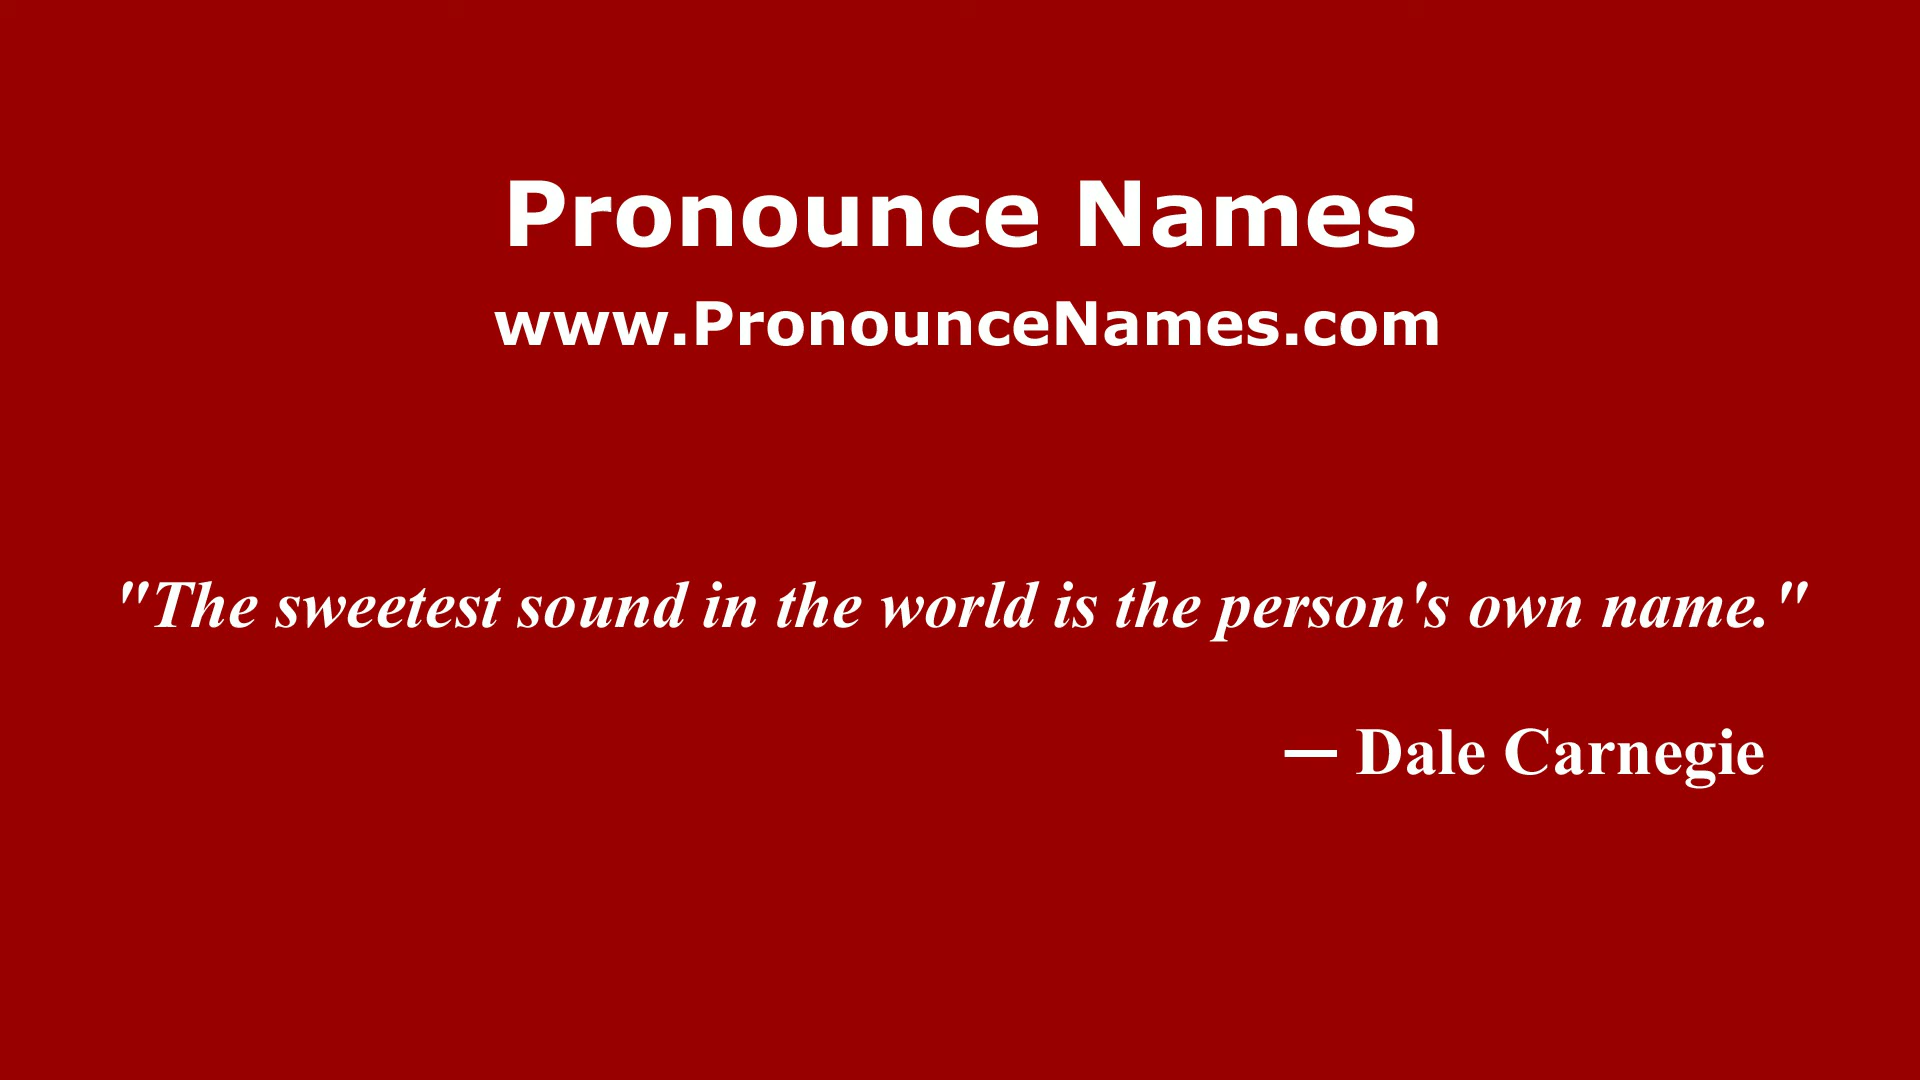 Pronounce Names
www.PronounceNames.com
"The sweetest sound in the world is the person's own name."
— Dale Carnegie